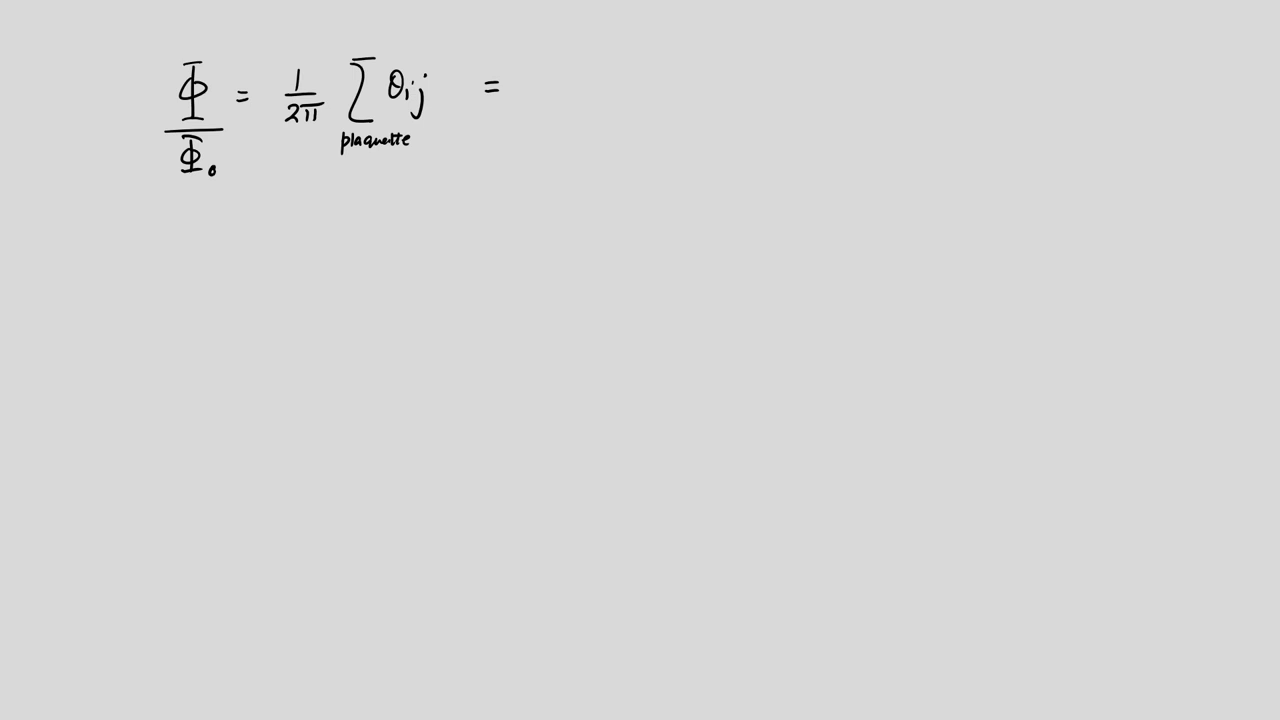 Φ/Φ₀ = 1/2π Σ θij =
plaquette